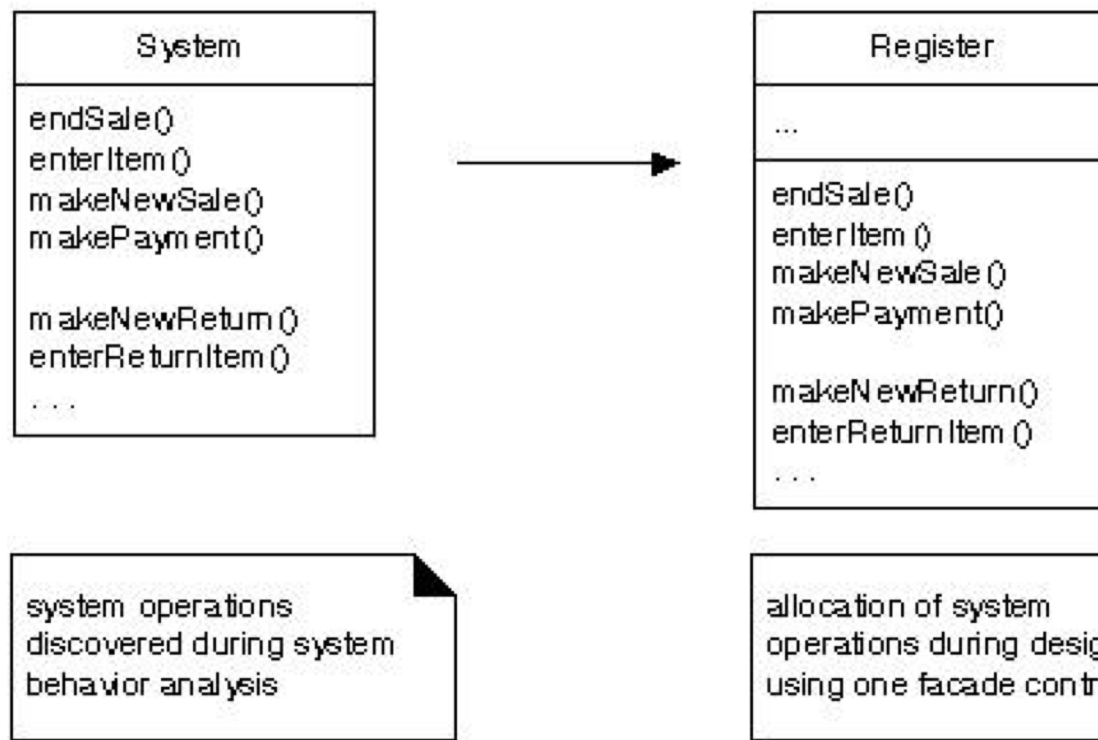 System
endSale()
enterItem()
makeNewSale()
makePayment()
makeNewReturn()
enterReturnItem()
. . .
system operations
discovered during system
behavior analysis
Register
...
endSale()
enterItem()
makeNewSale()
makePayment()
makeNewReturn()
enterReturnItem()
. . .
allocation of system
operations during
using one facade